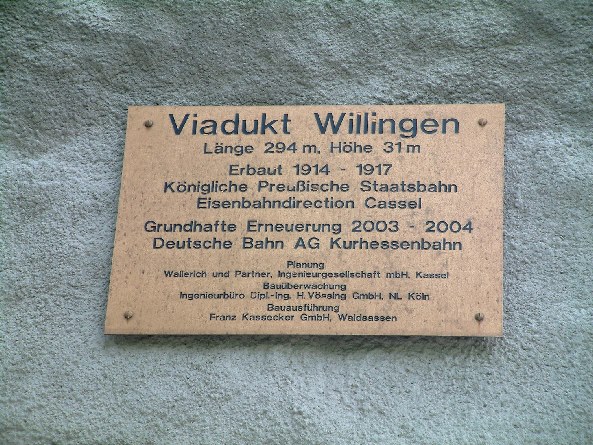 Viadukt Willingen
Länge 294 m, Höhe 31 m
Erbaut 1914 - 1917
Königliche Preußische Staatsbahn
Eisenbahndirection Cassel
Grundhafte Erneuerung 2003 - 2004
Deutsche Bahn AG Kurhessenbahn
Planung
Wallerich und Partner, Ingenieurgesellschaft mbH, Kassel
Bauüberwachung
Ingenieurbüro Dipl.-Ing. H.Vössing GmbH, NL Köln
Bauausführung
Franz Kassecker GmbH, Waldsassen